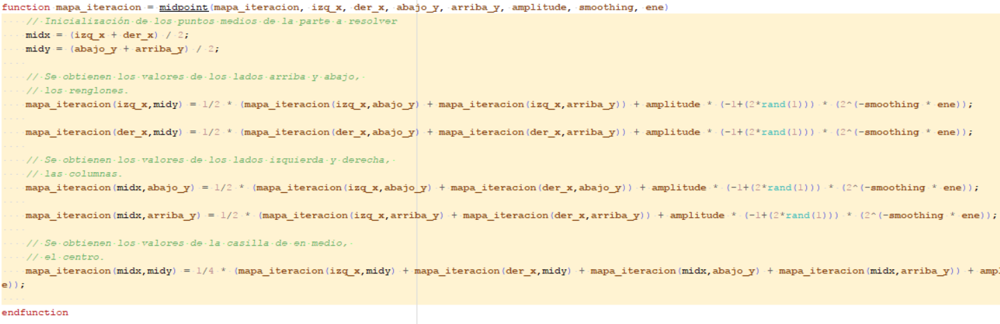 function mapa_iteracion = midpoint(mapa_iteracion, izq_x, der_x, abajo_y, arriba_y, amplitude, smoothing, ene)
// Inicialización de los puntos medios de la parte a resolver
midx = (izq_x + der_x) / 2;
midy = (abajo_y + arriba_y) / 2;
// Se obtienen los valores de los lados arriba y abajo,
// los renglones.
mapa_iteracion(izq_x,midy) = 1/2 * (mapa_iteracion(izq_x,abajo_y) + mapa_iteracion(izq_x,arriba_y)) + amplitude * (-1+(2*rand(1))) * (2^(-smoothing * ene));
mapa_iteracion(der_x,midy) = 1/2 * (mapa_iteracion(der_x,abajo_y) + mapa_iteracion(der_x,arriba_y)) + amplitude * (-1+(2*rand(1))) * (2^(-smoothing * ene));
// Se obtienen los valores de los lados izquierda y derecha,
// las columnas.
mapa_iteracion(midx,abajo_y) = 1/2 * (mapa_iteracion(izq_x,abajo_y) + mapa_iteracion(der_x,abajo_y)) + amplitude * (-1+(2*rand(1))) * (2^(-smoothing * ene));
mapa_iteracion(midx,arriba_y) = 1/2 * (mapa_iteracion(izq_x,arriba_y) + mapa_iteracion(der_x,arriba_y)) + amplitude * (-1+(2*rand(1))) * (2^(-smoothing * ene));
// Se obtienen los valores de la casilla de en medio,
// el centro.
mapa_iteracion(midx,midy) = 1/4 * (mapa_iteracion(izq_x,midy) + mapa_iteracion(der_x,midy) + mapa_iteracion(midx,abajo_y) + mapa_iteracion(midx,arriba_y)) + ampl
e));
endfunction